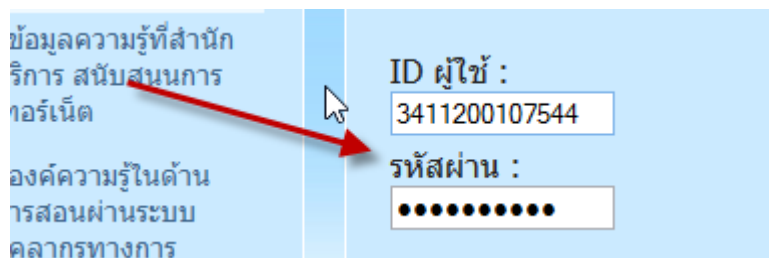 ข้อมูลความรู้ที่สำนัก
ริการ สนับสนุนการ
ทอร์เน็ต
องค์ความรู้ในด้าน
ารสอนผ่านระบบ
คลากรทางการ
ID ผู้ใช้ :
3411200107544
รหัสผ่าน :
●●●●●●●●●●